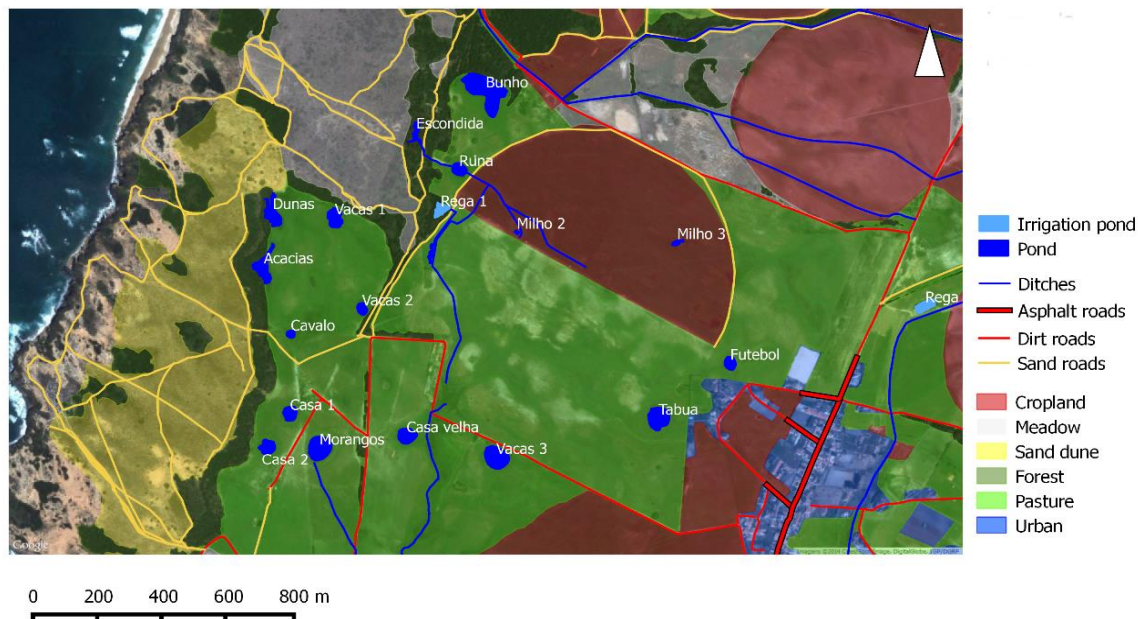 Bunho
Escondida
Runa
Dunas
Vacas 1
Rega 1
Milho 2
Milho 3
Acacias
Vacas 2
Rega
Cavalo
Futebol
Casa 1
Tabua
Casa velha
Morangos
Casa 2
Vacas 3
Google
Irrigation pond
Pond
Ditches
Asphalt roads
Dirt roads
Sand roads
Cropland
Meadow
Sand dune
Forest
Pasture
Urban
0 200 400 600 800 m